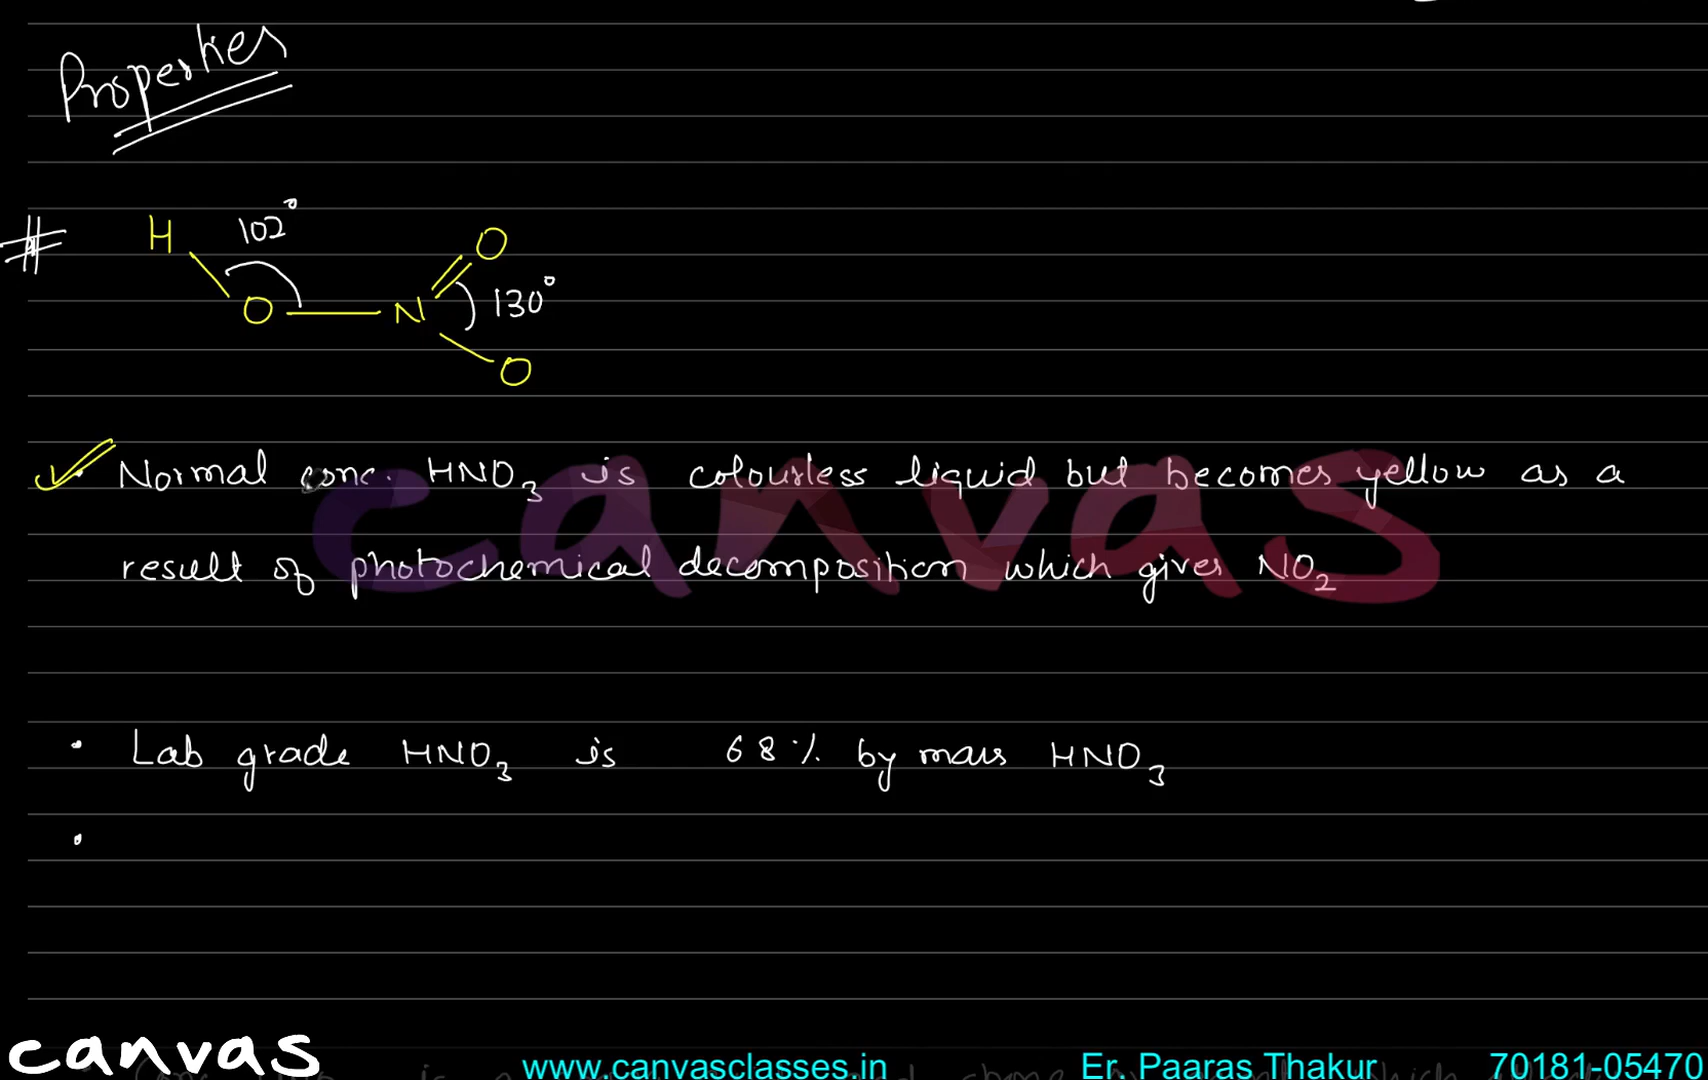 Properties
# H 102° O
O N 130°
O
Normal conc. HNO3 is colourless liquid but becomes yellow as a
canvas
result of photochemical decomposition which gives NO2
• Lab grade HNO3 is 68% by mass HNO3
•
canvas www.canvasclasses.in Er. Paaras Thakur 70181-05470